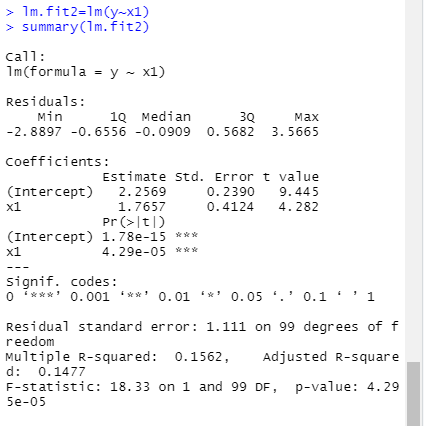 > lm.fit2=lm(y~x1)
> summary(lm.fit2)
Call:
lm(formula = y ~ x1)
Residuals:
    Min      1Q  Median      3Q     Max
-2.8897 -0.6556 -0.0909  0.5682  3.5665
Coefficients:
            Estimate Std. Error t value
(Intercept)   2.2569     0.2390   9.445
x1            1.7657     0.4124   4.282
            Pr(>|t|)
(Intercept) 1.78e-15 ***
x1          4.29e-05 ***
---
Signif. codes:
0 ‘***’ 0.001 ‘**’ 0.01 ‘*’ 0.05 ‘.’ 0.1 ‘ ’ 1
Residual standard error: 1.111 on 99 degrees of f
reedom
Multiple R-squared:  0.1562,    Adjusted R-square
d:  0.1477
F-statistic: 18.33 on 1 and 99 DF,  p-value: 4.29
5e-05